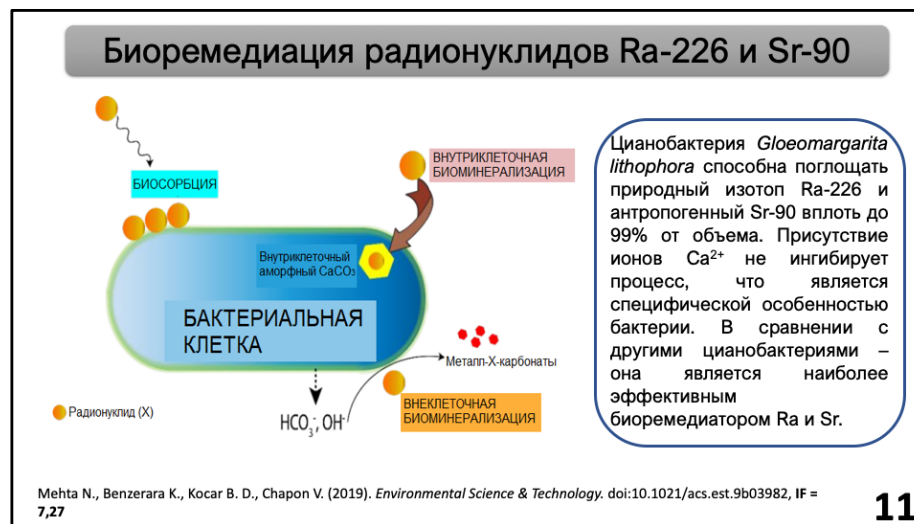 Биоремедиация радионуклидов Ra-226 и Sr-90
БИОСОРБЦИЯ
ВНУТРИКЛЕТОЧНАЯ
БИОМИНЕРАЛИЗАЦИЯ
Внутриклеточный
аморфный CaCO₃
БАКТЕРИАЛЬНАЯ
КЛЕТКА
Металл-Х-карбонаты
Радионуклид (X)
HCO₃⁻, OH⁻
ВНЕКЛЕТОЧНАЯ
БИОМИНЕРАЛИЗАЦИЯ
Цианобактерия Gloeomargarita
lithophora способна поглощать
природный изотоп Ra-226 и
антропогенный Sr-90 вплоть до
99% от объема. Присутствие
ионов Ca²⁺ не ингибирует
процесс, что является
специфической особенностью
бактерии. В сравнении с
другими цианобактериями –
она является наиболее
эффективным
биоремедиатором Ra и Sr.
Mehta N., Benzerara K., Kocar B. D., Chapon V. (2019). Environmental Science & Technology. doi:10.1021/acs.est.9b03982, IF =
7,27
11